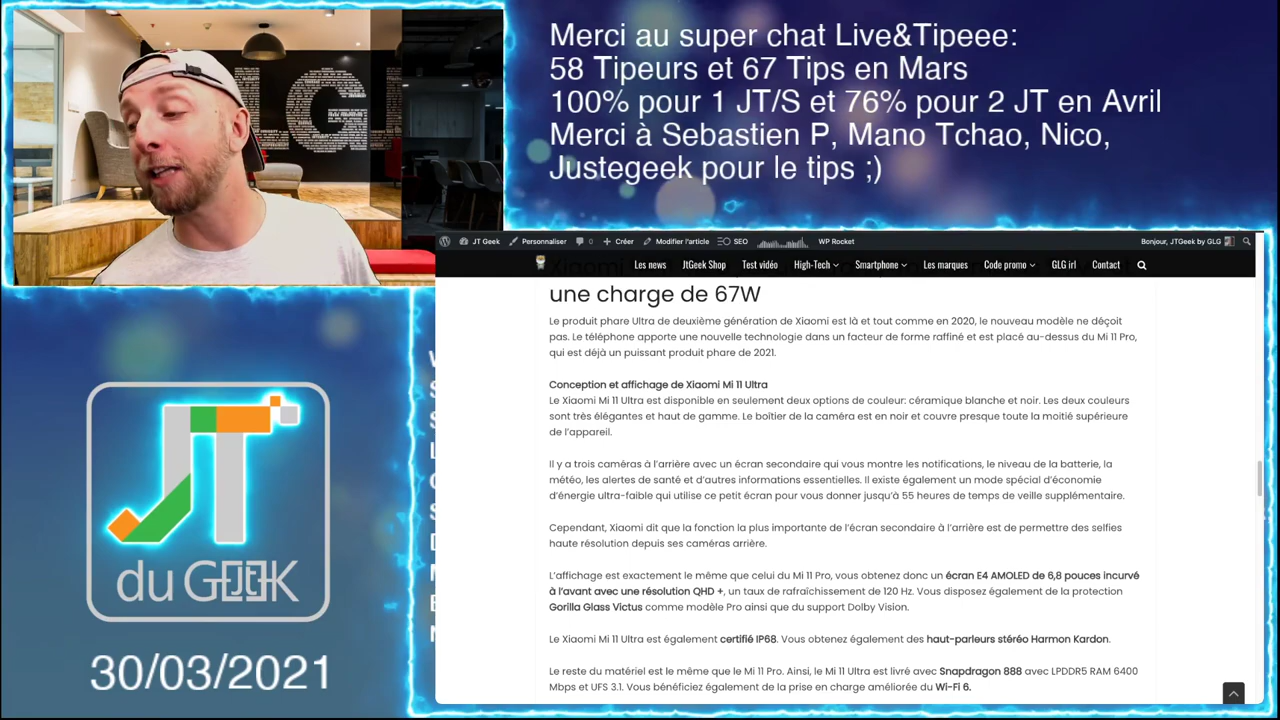 Merci au super chat Live&Tipeee:
58 Tipeurs et 67 Tips en Mars
100% pour 1 JT/S et 76% pour 2 JT en Avril
Merci à Sebastien P, Mano Tchao, Nico,
Justegeek pour le tips ;)
JT Geek Personnaliser 0 Créer Modifier l'article SEO WP Rocket Bonjour, JTGeek by GLG
Les news JtGeek Shop Test vidéo High-Tech Smartphone Les marques Code promo GLG irl Contact
une charge de 67W
Le produit phare Ultra de deuxième génération de Xiaomi est là et tout comme en 2020, le nouveau modèle ne déçoit
pas. Le téléphone apporte une nouvelle technologie dans un facteur de forme raffiné et est placé au-dessus du Mi 11 Pro,
qui est déjà un puissant produit phare de 2021.
Conception et affichage de Xiaomi Mi 11 Ultra
Le Xiaomi Mi 11 Ultra est disponible en seulement deux options de couleur: céramique blanche et noir. Les deux couleurs
sont très élégantes et haut de gamme. Le boîtier de la caméra est en noir et couvre presque toute la moitié supérieure
de l'appareil.
Il y a trois caméras à l'arrière avec un écran secondaire qui vous montre les notifications, le niveau de la batterie, la
météo, les alertes de santé et d'autres informations essentielles. Il existe également un mode spécial d'économie
d'énergie ultra-faible qui utilise ce petit écran pour vous donner jusqu'à 55 heures de temps de veille supplémentaire.
Cependant, Xiaomi dit que la fonction la plus importante de l'écran secondaire à l'arrière est de permettre des selfies
haute résolution depuis ses caméras arrière.
L'affichage est exactement le même que celui du Mi 11 Pro, vous obtenez donc un écran E4 AMOLED de 6,8 pouces incurvé
à l'avant avec une résolution QHD +, un taux de rafraîchissement de 120 Hz. Vous disposez également de la protection
Gorilla Glass Victus comme modèle Pro ainsi que du support Dolby Vision.
Le Xiaomi Mi 11 Ultra est également certifié IP68. Vous obtenez également des haut-parleurs stéréo Harmon Kardon.
Le reste du matériel est le même que le Mi 11 Pro. Ainsi, le Mi 11 Ultra est livré avec Snapdragon 888 avec LPDDR5 RAM 6400
Mbps et UFS 3.1. Vous bénéficiez également de la prise en charge améliorée du Wi-Fi 6.
JT
du GEEK
30/03/2021